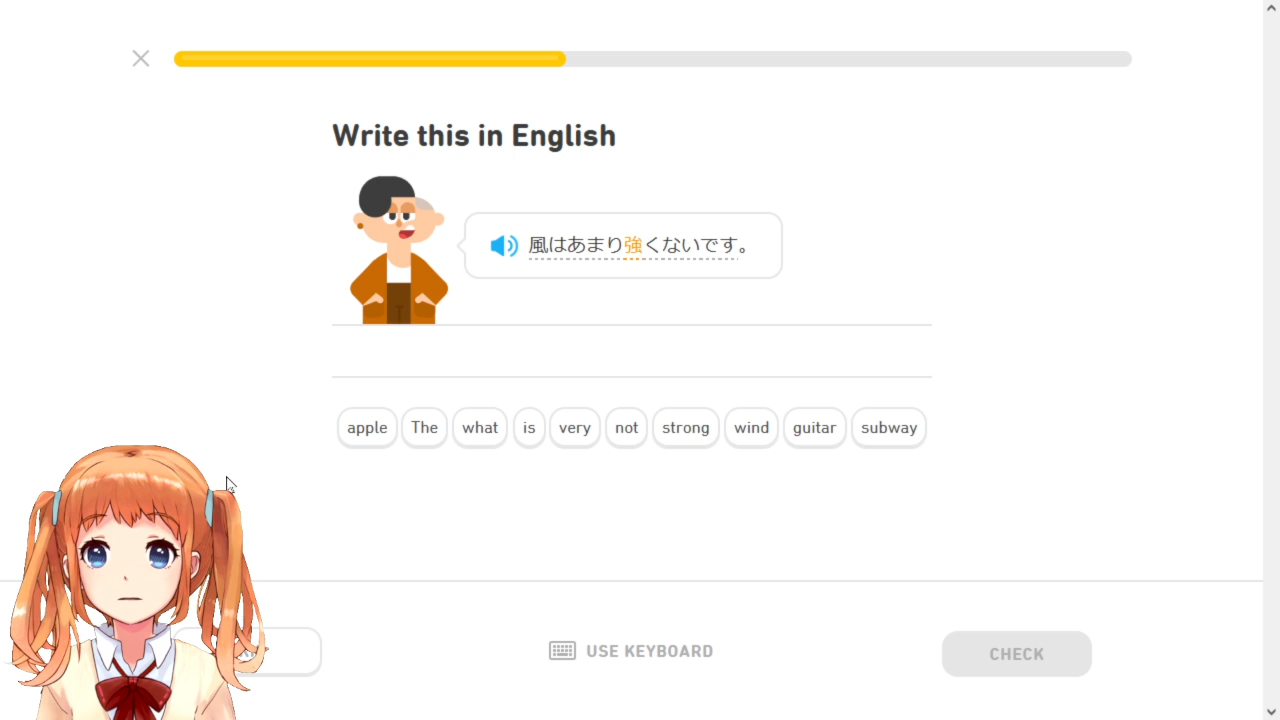 Write this in English
風はあまり強くないです。
apple The what is very not strong wind guitar subway
USE KEYBOARD
CHECK